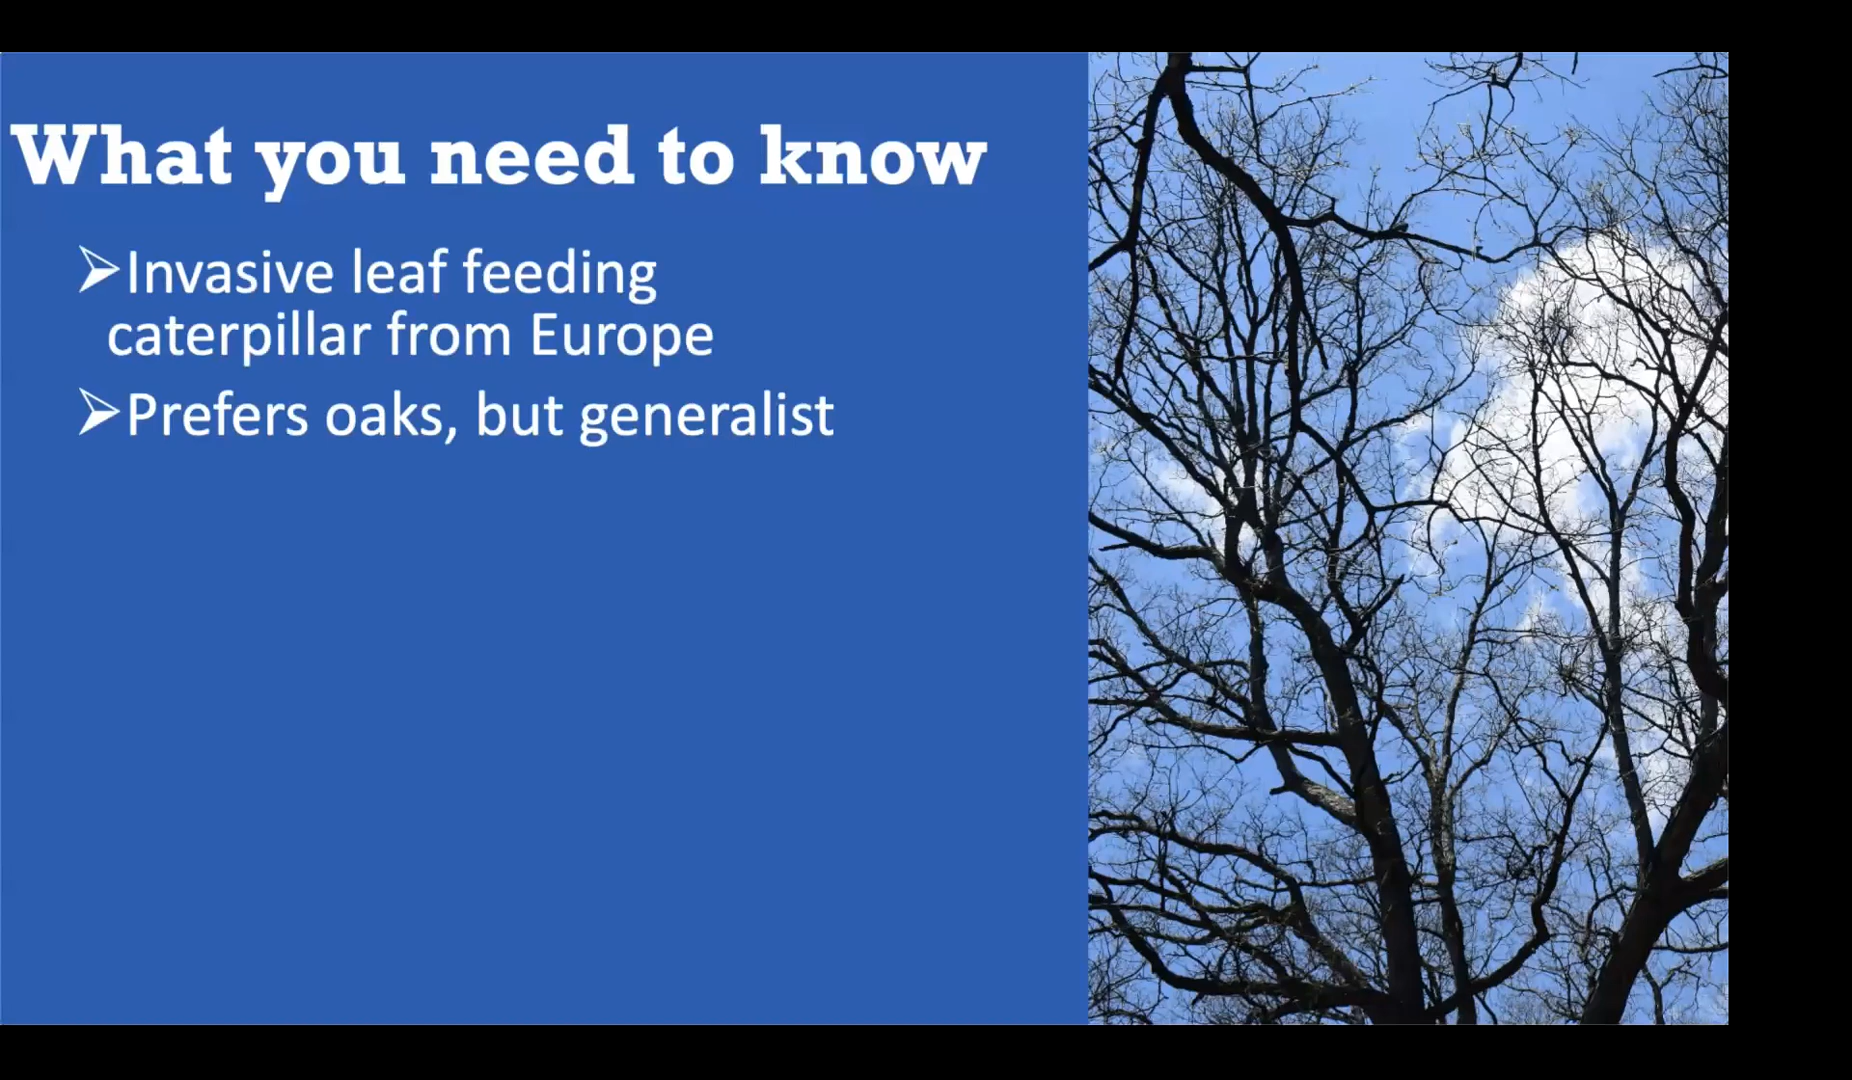 What you need to know
➢Invasive leaf feeding
caterpillar from Europe
➢Prefers oaks, but generalist